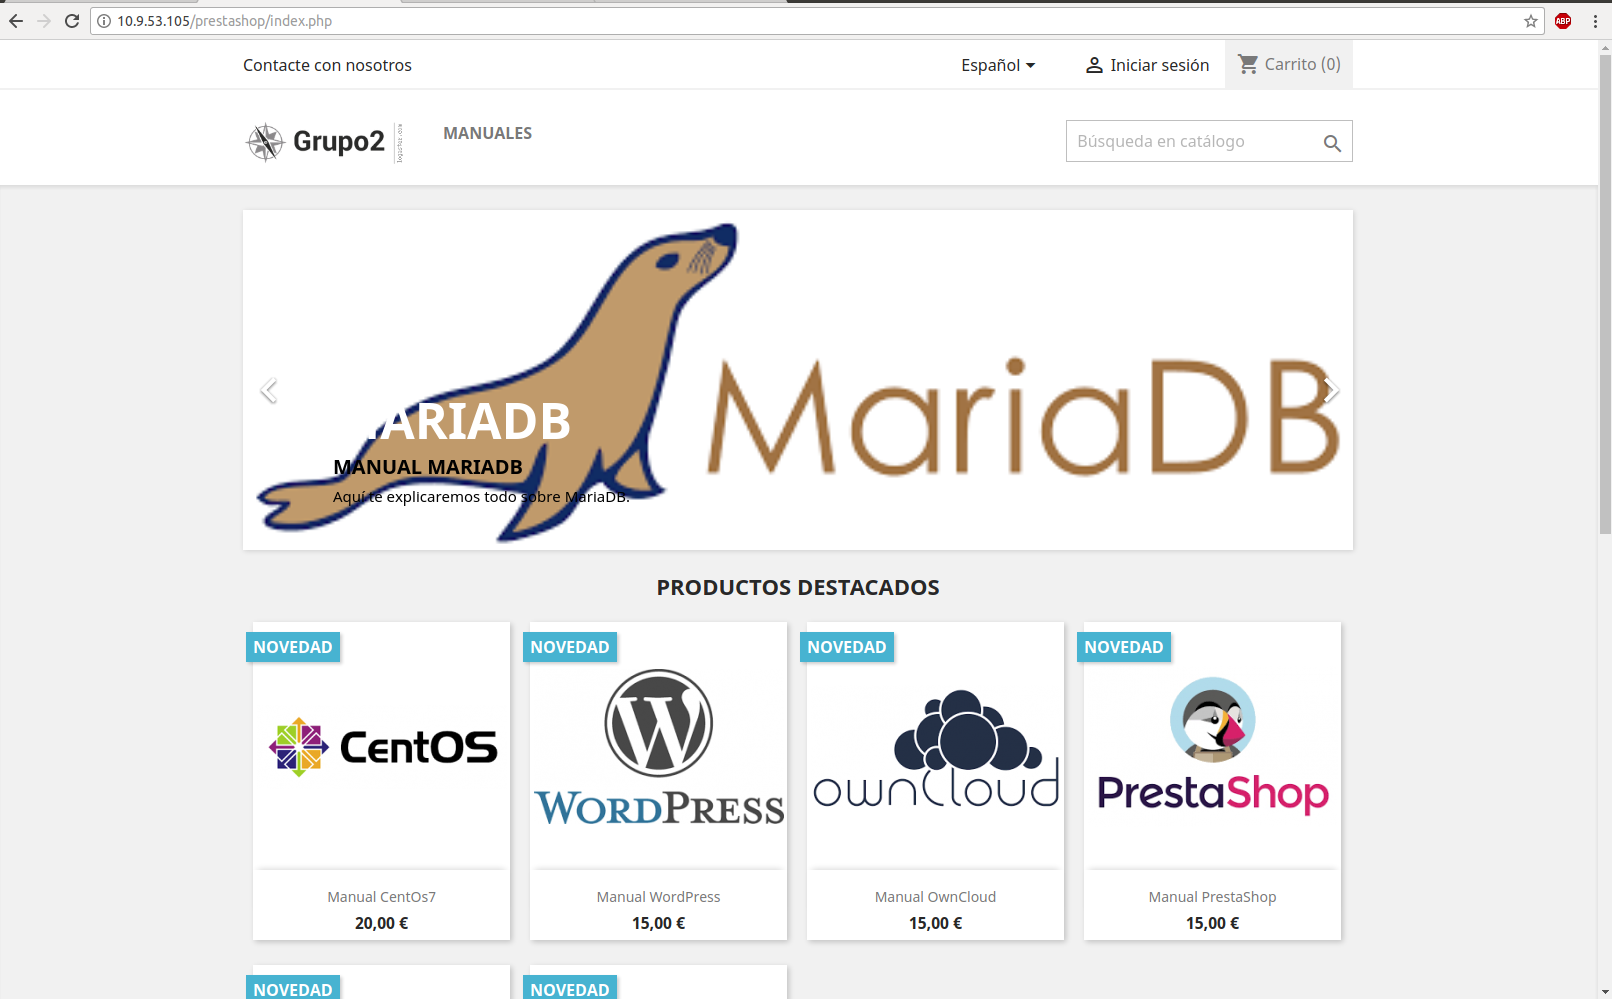 10.9.53.105/prestashop/index.php
ABP
Contacte con nosotros
Español
Iniciar sesión
Carrito (0)
Grupo2
MANUALES
Búsqueda en catálogo
MariaDB
MARIADB
MANUAL MARIADB
Aquí te explicaremos todo sobre MariaDB.
PRODUCTOS DESTACADOS
NOVEDAD NOVEDAD NOVEDAD NOVEDAD
CentOS
WORDPRESS
ownCloud
PrestaShop
Manual CentOs7
20,00 €
Manual WordPress
15,00 €
Manual OwnCloud
15,00 €
Manual PrestaShop
15,00 €
NOVEDAD NOVEDAD